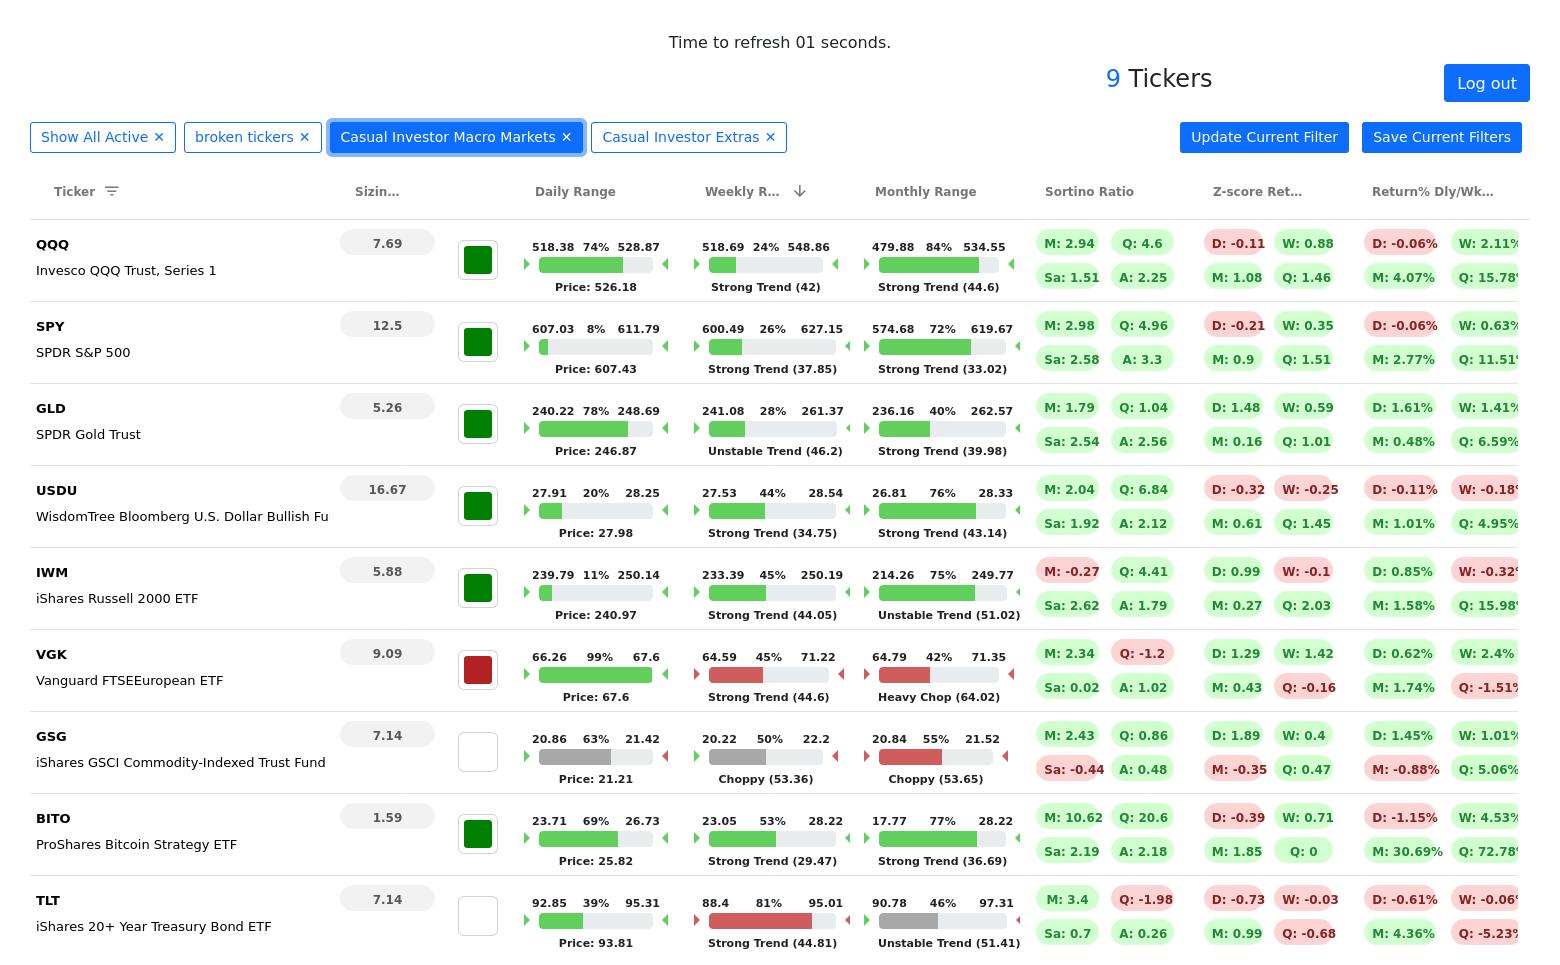 Time to refresh 01 seconds.
9 Tickers
Log out
Show All Active ✕ broken tickers ✕ Casual Investor Macro Markets ✕ Casual Investor Extras ✕ Update Current Filter Save Current Filters
Ticker Sizin... Daily Range Weekly R... Monthly Range Sortino Ratio Z-score Ret... Return% Dly/Wk...
QQQ 7.69 518.38 74% 528.87 518.69 24% 548.86 479.88 84% 534.55 M: 2.94 Q: 4.6 D: -0.11 W: 0.88 D: -0.06% W: 2.11%
Invesco QQQ Trust, Series 1 Price: 526.18 Strong Trend (42) Strong Trend (44.6) Sa: 1.51 A: 2.25 M: 1.08 Q: 1.46 M: 4.07% Q: 15.78%
SPY 12.5 607.03 8% 611.79 600.49 26% 627.15 574.68 72% 619.67 M: 2.98 Q: 4.96 D: -0.21 W: 0.35 D: -0.06% W: 0.63%
SPDR S&P 500 Price: 607.43 Strong Trend (37.85) Strong Trend (33.02) Sa: 2.58 A: 3.3 M: 0.9 Q: 1.51 M: 2.77% Q: 11.51%
GLD 5.26 240.22 78% 248.69 241.08 28% 261.37 236.16 40% 262.57 M: 1.79 Q: 1.04 D: 1.48 W: 0.59 D: 1.61% W: 1.41%
SPDR Gold Trust Price: 246.87 Unstable Trend (46.2) Strong Trend (39.98) Sa: 2.54 A: 2.56 M: 0.16 Q: 1.01 M: 0.48% Q: 6.59%
USDU 16.67 27.91 20% 28.25 27.53 44% 28.54 26.81 76% 28.33 M: 2.04 Q: 6.84 D: -0.32 W: -0.25 D: -0.11% W: -0.18%
WisdomTree Bloomberg U.S. Dollar Bullish Fu Price: 27.98 Strong Trend (34.75) Strong Trend (43.14) Sa: 1.92 A: 2.12 M: 0.61 Q: 1.45 M: 1.01% Q: 4.95%
IWM 5.88 239.79 11% 250.14 233.39 45% 250.19 214.26 75% 249.77 M: -0.27 Q: 4.41 D: 0.99 W: -0.1 D: 0.85% W: -0.32%
iShares Russell 2000 ETF Price: 240.97 Strong Trend (44.05) Unstable Trend (51.02) Sa: 2.62 A: 1.79 M: 0.27 Q: 2.03 M: 1.58% Q: 15.98%
VGK 9.09 66.26 99% 67.6 64.59 45% 71.22 64.79 42% 71.35 M: 2.34 Q: -1.2 D: 1.29 W: 1.42 D: 0.62% W: 2.4%
Vanguard FTSEEuropean ETF Price: 67.6 Strong Trend (44.6) Heavy Chop (64.02) Sa: 0.02 A: 1.02 M: 0.43 Q: -0.16 M: 1.74% Q: -1.51%
GSG 7.14 20.86 63% 21.42 20.22 50% 22.2 20.84 55% 21.52 M: 2.43 Q: 0.86 D: 1.89 W: 0.4 D: 1.45% W: 1.01%
iShares GSCI Commodity-Indexed Trust Fund Price: 21.21 Choppy (53.36) Choppy (53.65) Sa: -0.44 A: 0.48 M: -0.35 Q: 0.47 M: -0.88% Q: 5.06%
BITO 1.59 23.71 69% 26.73 23.05 53% 28.22 17.77 77% 28.22 M: 10.62 Q: 20.6 D: -0.39 W: 0.71 D: -1.15% W: 4.53%
ProShares Bitcoin Strategy ETF Price: 25.82 Strong Trend (29.47) Strong Trend (36.69) Sa: 2.19 A: 2.18 M: 1.85 Q: 0 M: 30.69% Q: 72.78%
TLT 7.14 92.85 39% 95.31 88.4 81% 95.01 90.78 46% 97.31 M: 3.4 Q: -1.98 D: -0.73 W: -0.03 D: -0.61% W: -0.06%
iShares 20+ Year Treasury Bond ETF Price: 93.81 Strong Trend (44.81) Unstable Trend (51.41) Sa: 0.7 A: 0.26 M: 0.99 Q: -0.68 M: 4.36% Q: -5.23%